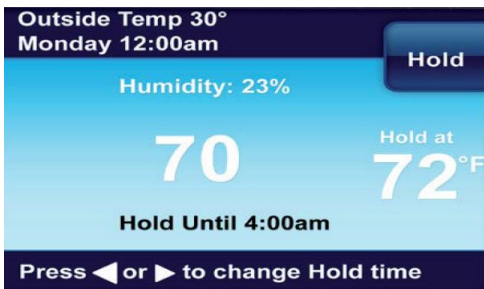 Outside Temp 30°
Monday 12:00am
Hold
Humidity: 23%
70
Hold at
72°F
Hold Until 4:00am
Press ◀ or ▶ to change Hold time